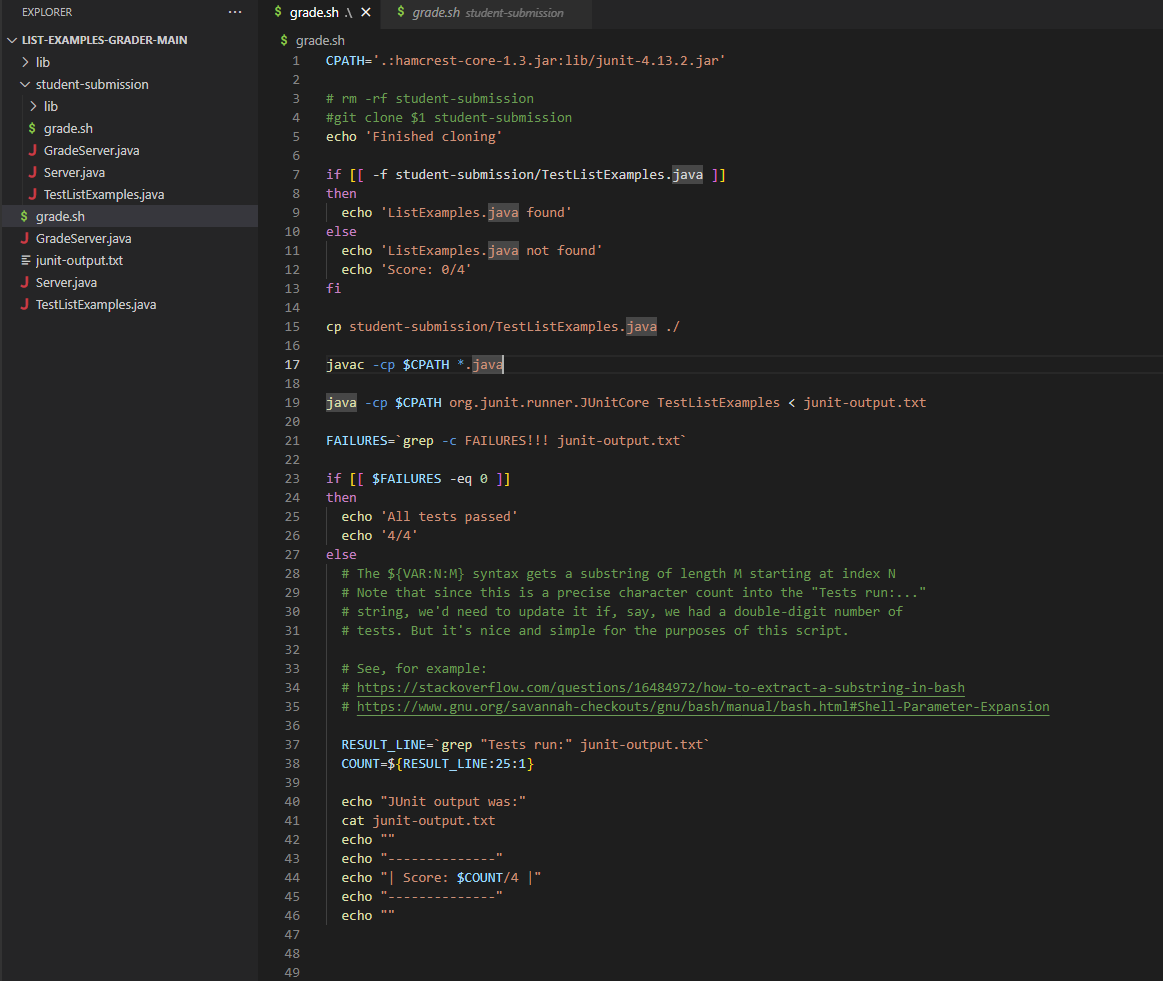 EXPLORER
...
LIST-EXAMPLES-GRADER-MAIN
lib
student-submission
lib
$ grade.sh
J GradeServer.java
J Server.java
J TestListExamples.java
$ grade.sh
J GradeServer.java
junit-output.txt
J Server.java
J TestListExamples.java
$ grade.sh .\ ×
$ grade.sh student-submission
$ grade.sh
1 CPATH='.:hamcrest-core-1.3.jar:lib/junit-4.13.2.jar'
2
3 # rm -rf student-submission
4 #git clone $1 student-submission
5 echo 'Finished cloning'
6
7 if [[ -f student-submission/TestListExamples.java ]]
8 then
9   echo 'ListExamples.java found'
10 else
11   echo 'ListExamples.java not found'
12   echo 'Score: 0/4'
13 fi
14
15 cp student-submission/TestListExamples.java ./
16
17 javac -cp $CPATH *.java
18
19 java -cp $CPATH org.junit.runner.JUnitCore TestListExamples < junit-output.txt
20
21 FAILURES=`grep -c FAILURES!!! junit-output.txt`
22
23 if [[ $FAILURES -eq 0 ]]
24 then
25   echo 'All tests passed'
26   echo '4/4'
27 else
28   # The ${VAR:N:M} syntax gets a substring of length M starting at index N
29   # Note that since this is a precise character count into the "Tests run:..."
30   # string, we'd need to update it if, say, we had a double-digit number of
31   # tests. But it's nice and simple for the purposes of this script.
32
33   # See, for example:
34   # https://stackoverflow.com/questions/16484972/how-to-extract-a-substring-in-bash
35   # https://www.gnu.org/savannah-checkouts/gnu/bash/manual/bash.html#Shell-Parameter-Expansion
36
37   RESULT_LINE=`grep "Tests run:" junit-output.txt`
38   COUNT=${RESULT_LINE:25:1}
39
40   echo "JUnit output was:"
41   cat junit-output.txt
42   echo ""
43   echo "--------------"
44   echo "| Score: $COUNT/4 |"
45   echo "--------------"
46   echo ""
47
48
49